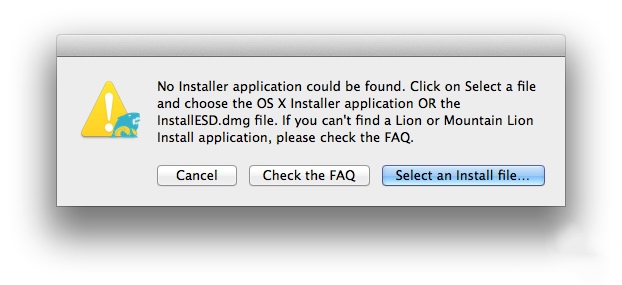 No Installer application could be found. Click on Select a file
and choose the OS X Installer application OR the
InstallESD.dmg file. If you can't find a Lion or Mountain Lion
Install application, please check the FAQ.
Cancel
Check the FAQ
Select an Install file...